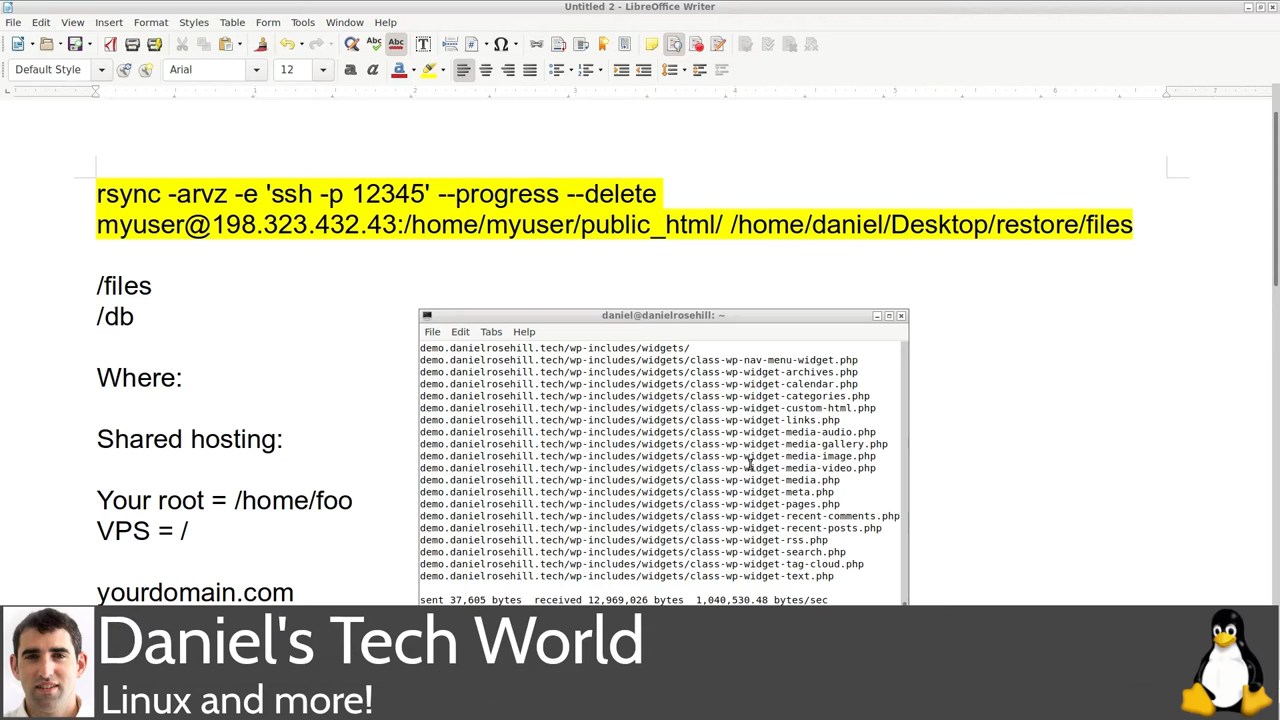 Untitled 2 - LibreOffice Writer
File Edit View Insert Format Styles Table Form Tools Window Help
Default Style Arial 12
1 2 3 4 5 6 7
rsync -arvz -e 'ssh -p 12345' --progress --delete
myuser@198.323.432.43:/home/myuser/public_html/ /home/daniel/Desktop/restore/files
/files
/db
Where:
Shared hosting:
Your root = /home/foo
VPS = /
yourdomain.com
daniel@danielrosehill: ~
File Edit Tabs Help
demo.danielrosehill.tech/wp-includes/widgets/
demo.danielrosehill.tech/wp-includes/widgets/class-wp-nav-menu-widget.php
demo.danielrosehill.tech/wp-includes/widgets/class-wp-widget-archives.php
demo.danielrosehill.tech/wp-includes/widgets/class-wp-widget-calendar.php
demo.danielrosehill.tech/wp-includes/widgets/class-wp-widget-categories.php
demo.danielrosehill.tech/wp-includes/widgets/class-wp-widget-custom-html.php
demo.danielrosehill.tech/wp-includes/widgets/class-wp-widget-links.php
demo.danielrosehill.tech/wp-includes/widgets/class-wp-widget-media-audio.php
demo.danielrosehill.tech/wp-includes/widgets/class-wp-widget-media-gallery.php
demo.danielrosehill.tech/wp-includes/widgets/class-wp-widget-media-image.php
demo.danielrosehill.tech/wp-includes/widgets/class-wp-widget-media-video.php
demo.danielrosehill.tech/wp-includes/widgets/class-wp-widget-media.php
demo.danielrosehill.tech/wp-includes/widgets/class-wp-widget-meta.php
demo.danielrosehill.tech/wp-includes/widgets/class-wp-widget-pages.php
demo.danielrosehill.tech/wp-includes/widgets/class-wp-widget-recent-comments.php
demo.danielrosehill.tech/wp-includes/widgets/class-wp-widget-recent-posts.php
demo.danielrosehill.tech/wp-includes/widgets/class-wp-widget-rss.php
demo.danielrosehill.tech/wp-includes/widgets/class-wp-widget-search.php
demo.danielrosehill.tech/wp-includes/widgets/class-wp-widget-tag-cloud.php
demo.danielrosehill.tech/wp-includes/widgets/class-wp-widget-text.php
sent 37,605 bytes received 12,969,026 bytes 1,040,530.48 bytes/sec
Daniel's Tech World
Linux and more!